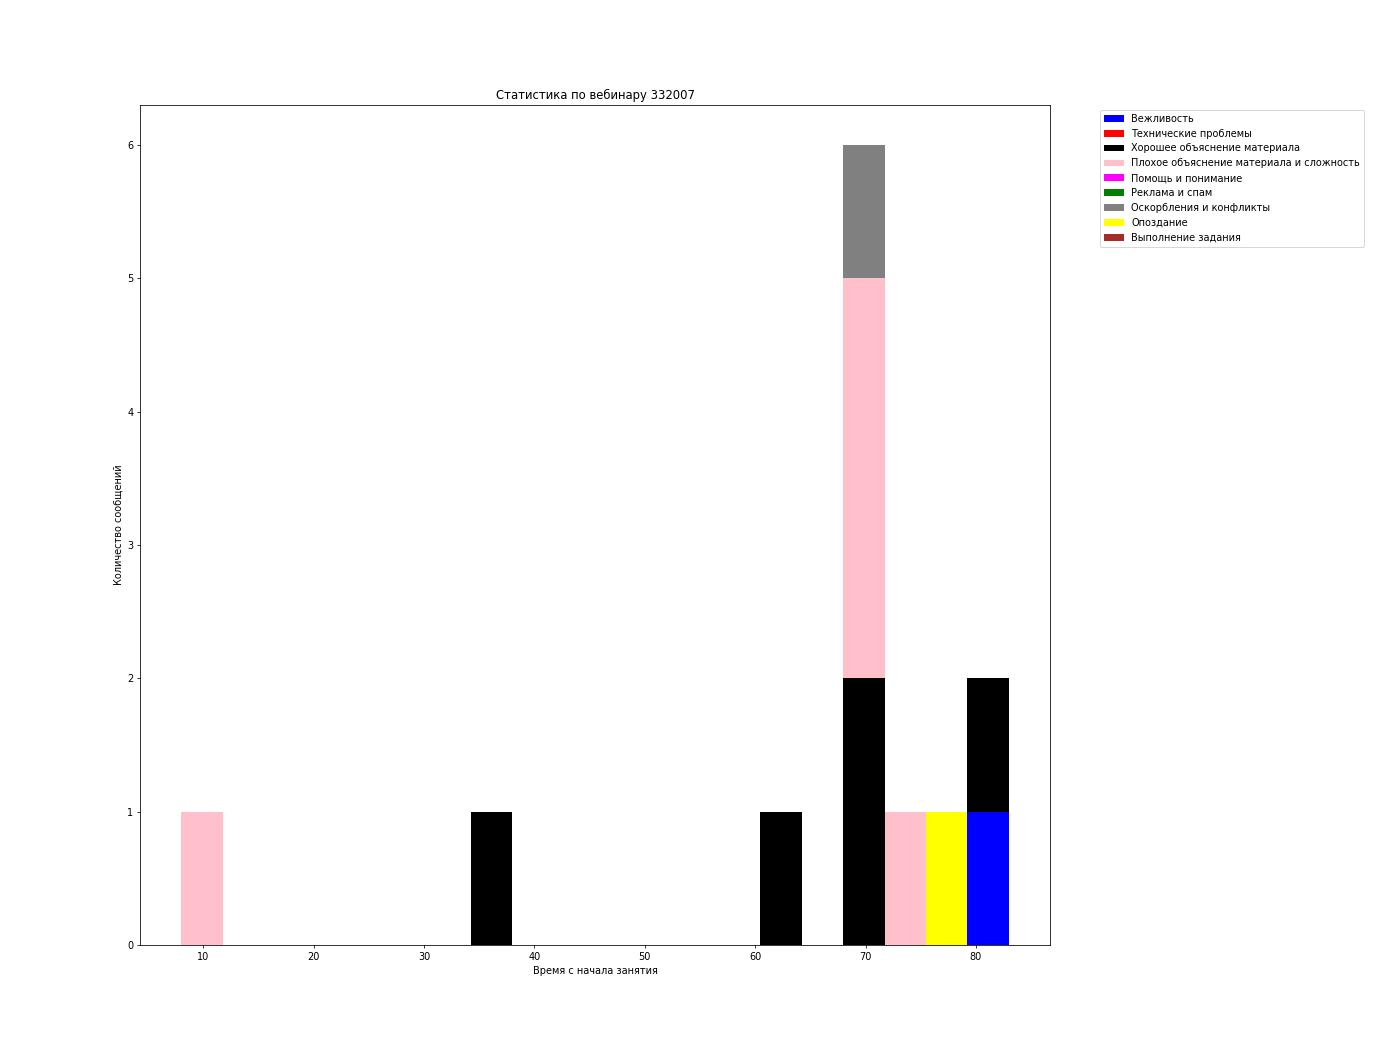 Статистика по вебинару 332007
Вежливость
Технические проблемы
Хорошее объяснение материала
Плохое объяснение материала и сложность
Помощь и понимание
Реклама и спам
Оскорбления и конфликты
Опоздание
Выполнение задания
Количество сообщений
6
5
4
3
2
1
0
10 20 30 40 50 60 70 80
Время с начала занятия